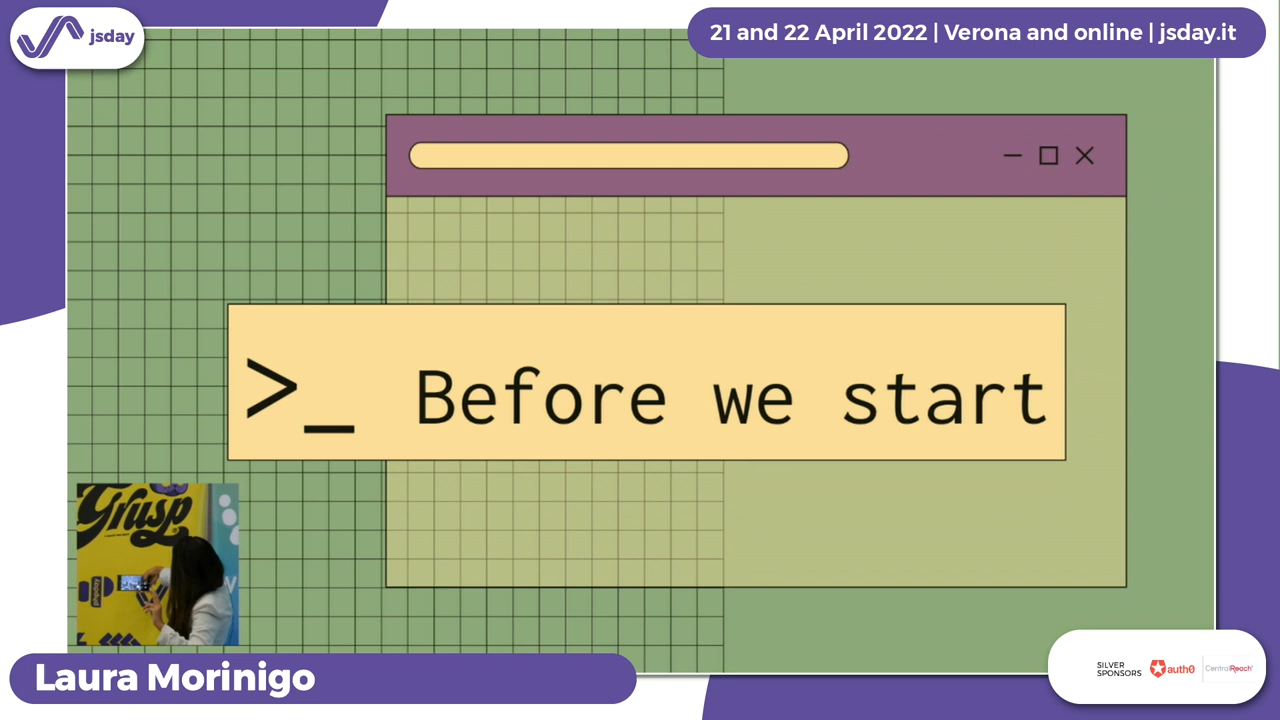 jsday
21 and 22 April 2022 | Verona and online | jsday.it
>_ Before we start
Grusp
Laura Morinigo
SILVER
SPONSORS
auth0
CentralReach